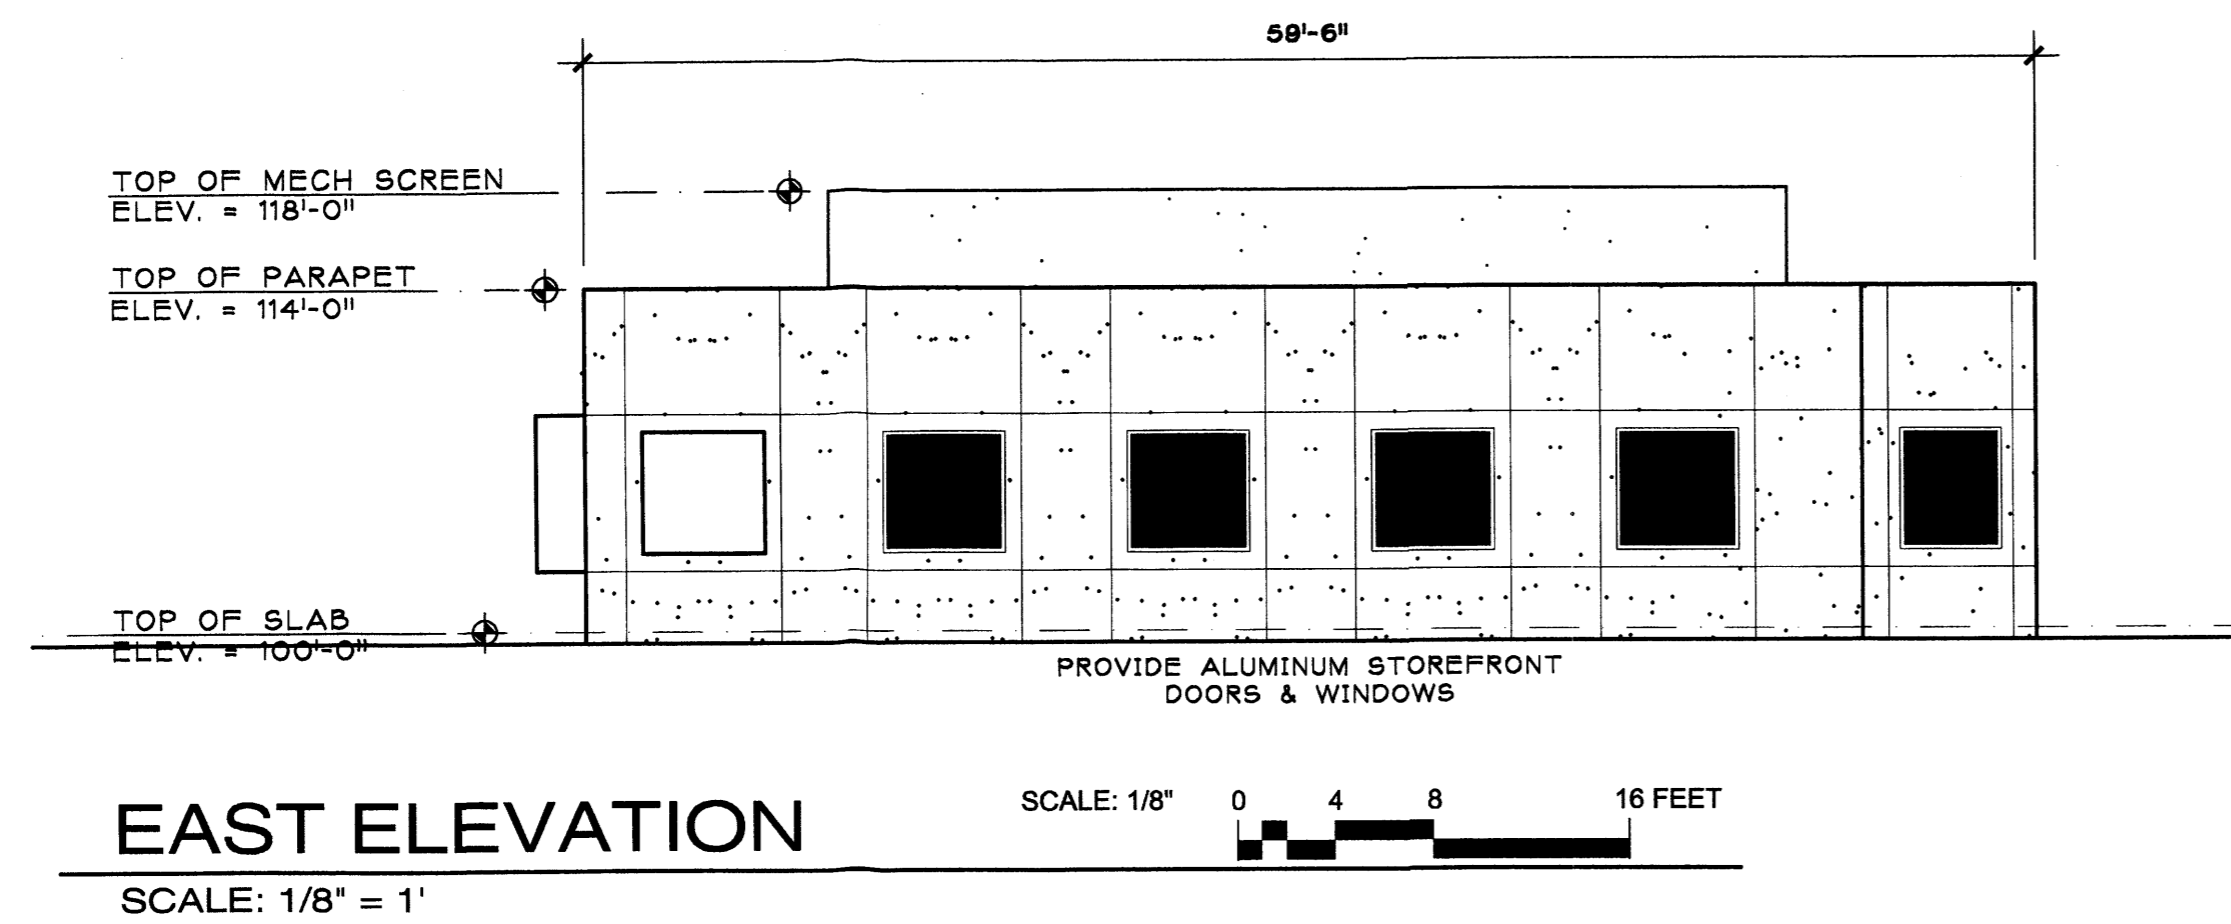 59'-6"
TOP OF MECH SCREEN
ELEV. = 118'-0"
TOP OF PARAPET
ELEV. = 114'-0"
TOP OF SLAB
ELEV. = 100'-0"
PROVIDE ALUMINUM STOREFRONT
DOORS & WINDOWS
EAST ELEVATION
SCALE: 1/8" = 1'
SCALE: 1/8" 0 4 8 16 FEET